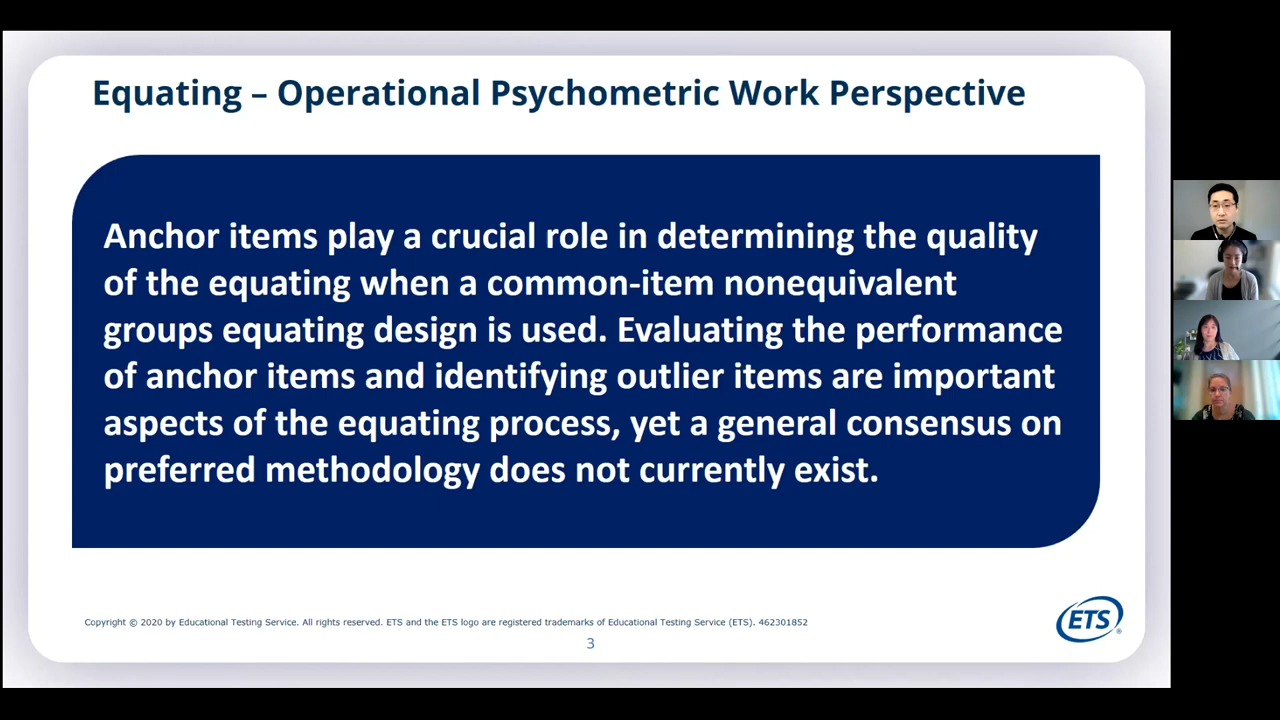 Equating – Operational Psychometric Work Perspective
Anchor items play a crucial role in determining the quality
of the equating when a common-item nonequivalent
groups equating design is used. Evaluating the performance
of anchor items and identifying outlier items are important
aspects of the equating process, yet a general consensus on
preferred methodology does not currently exist.
Copyright © 2020 by Educational Testing Service. All rights reserved. ETS and the ETS logo are registered trademarks of Educational Testing Service (ETS). 462301852
3
ETS®